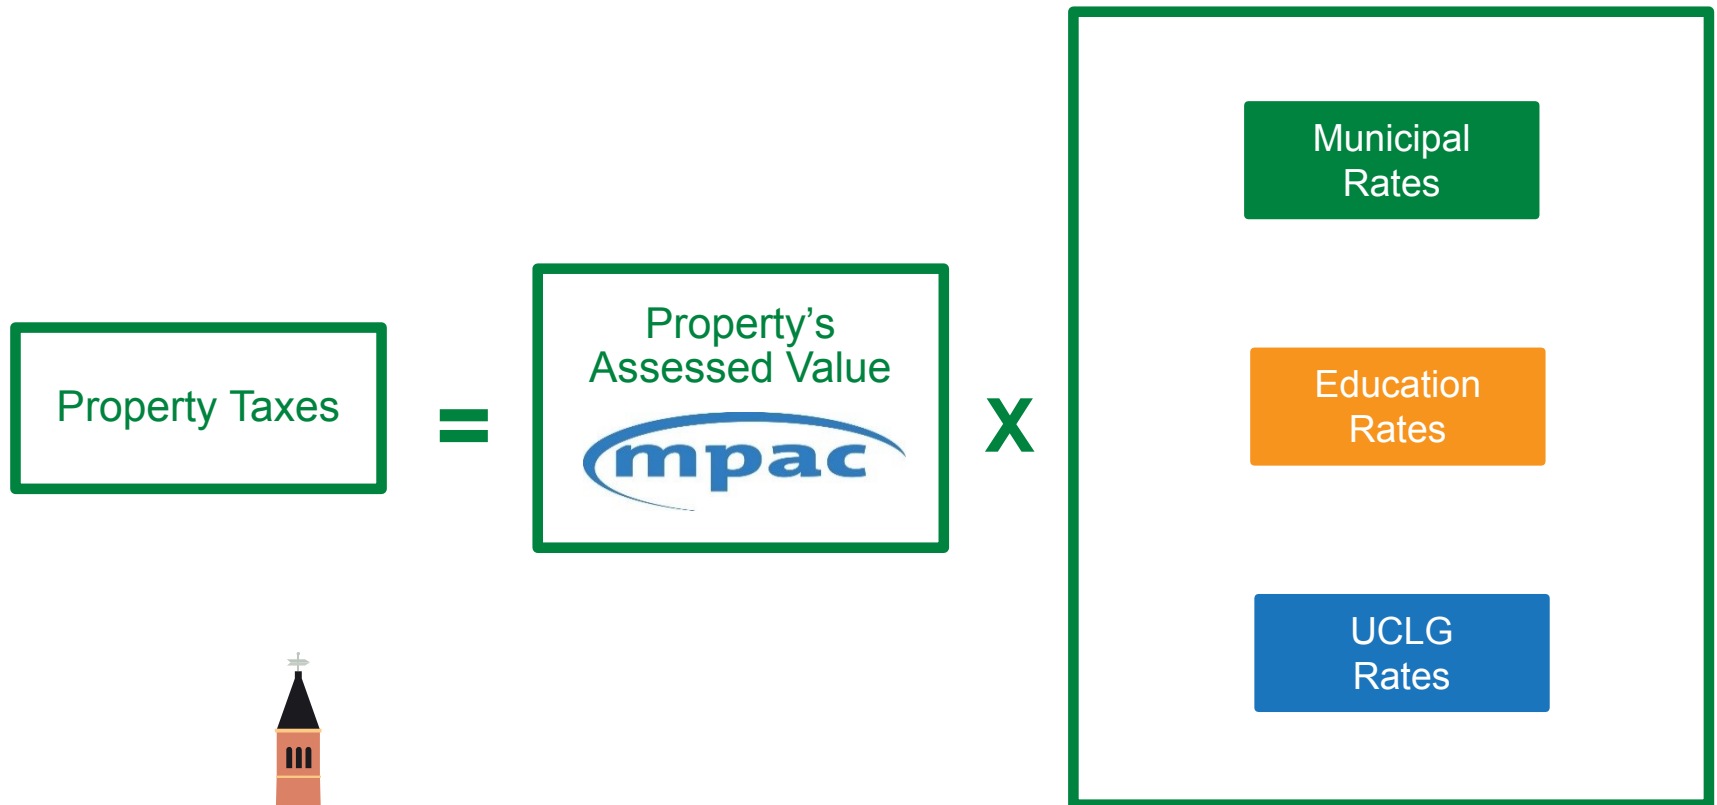 Property Taxes
=
Property’s
Assessed Value
mpac
X
Municipal
Rates
Education
Rates
UCLG
Rates